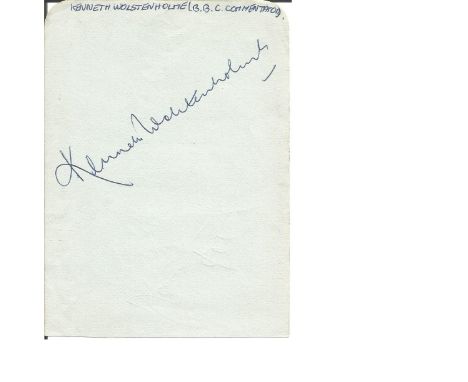 KENNETH WOLSTENHOLME (B.B.C. COMMENTATOR).
Kenneth Wolstenholme